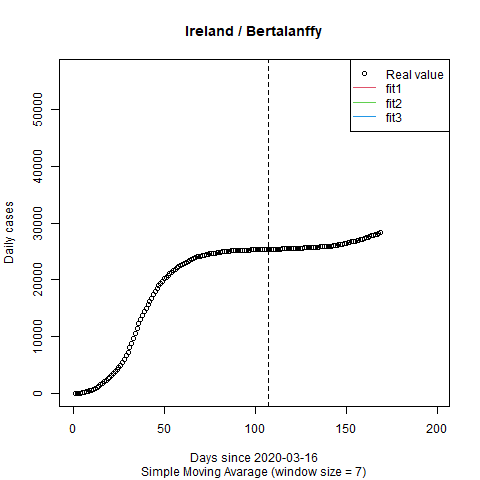 Ireland / Bertalanffy
Real value
fit1
fit2
fit3
Daily cases
0
10000
20000
30000
40000
50000
0 50 100 150 200
Days since 2020-03-16
Simple Moving Avarage (window size = 7)